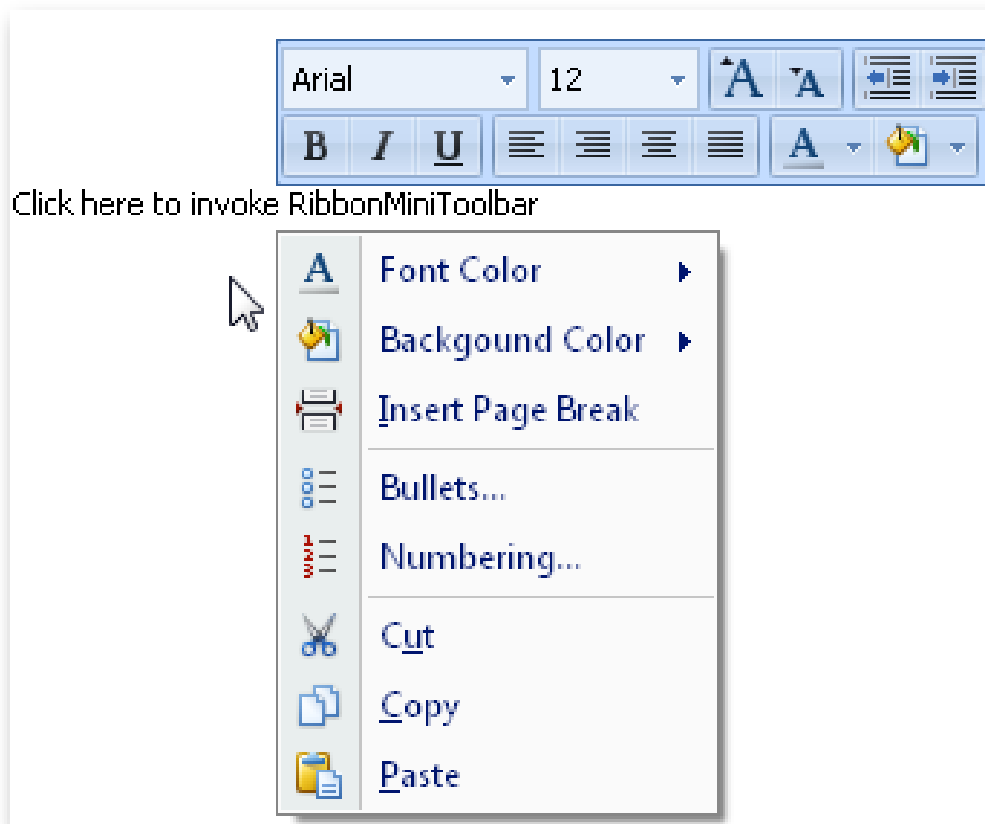 Arial 12 A A
B I U A
Click here to invoke RibbonMiniToolbar
A Font Color
Backgound Color
Insert Page Break
Bullets...
Numbering...
Cut
Copy
Paste